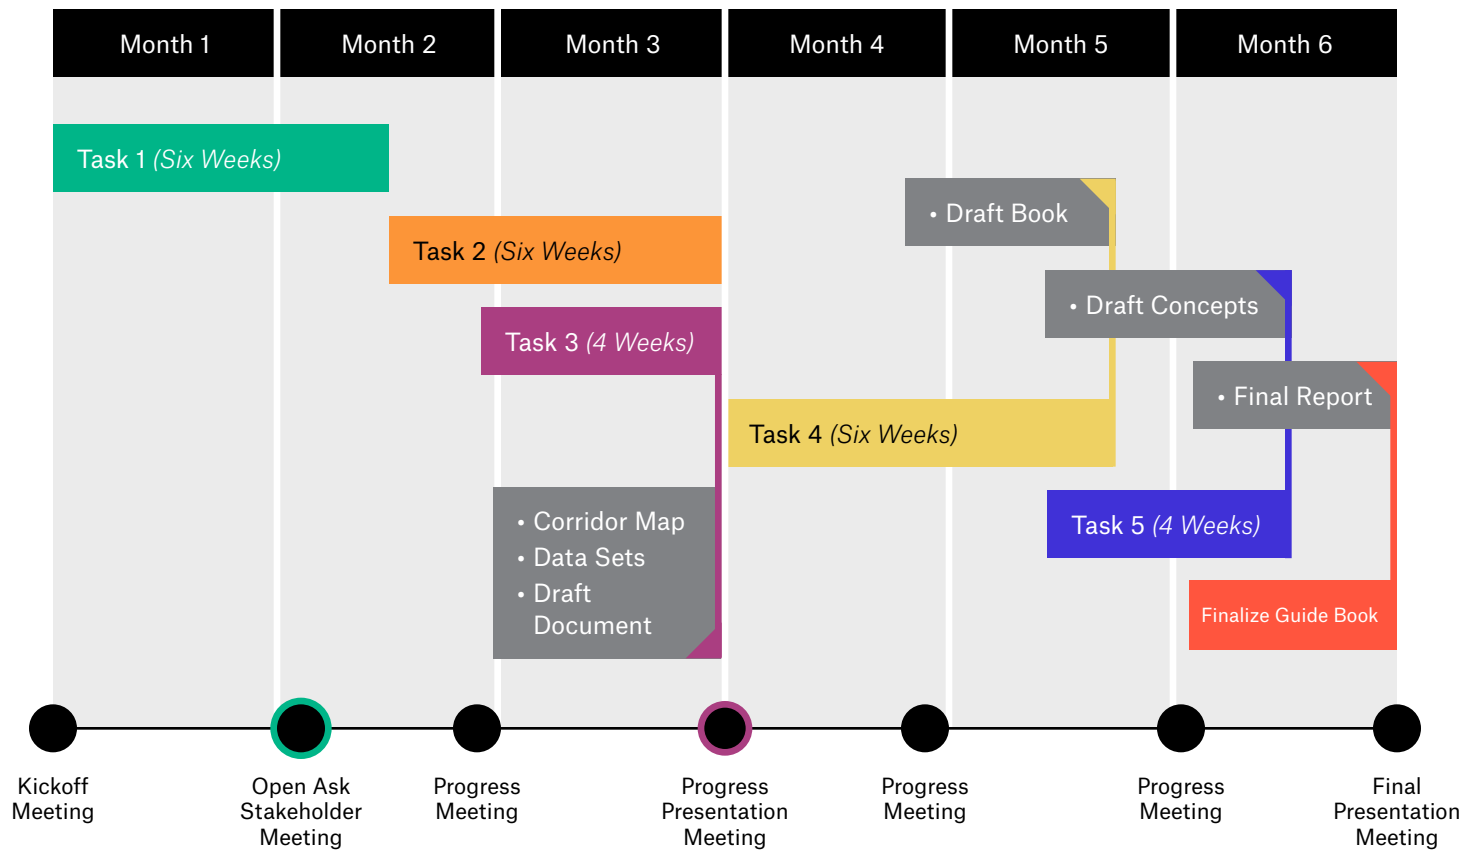 Month 1
Month 2
Month 3
Month 4
Month 5
Month 6
Task 1 (Six Weeks)
• Draft Book
Task 2 (Six Weeks)
• Draft Concepts
Task 3 (4 Weeks)
• Final Report
Task 4 (Six Weeks)
• Corridor Map
• Data Sets
• Draft
Document
Task 5 (4 Weeks)
Finalize Guide Book
Kickoff
Meeting
Open Ask
Stakeholder
Meeting
Progress
Meeting
Progress
Presentation
Meeting
Progress
Meeting
Progress
Meeting
Final
Presentation
Meeting